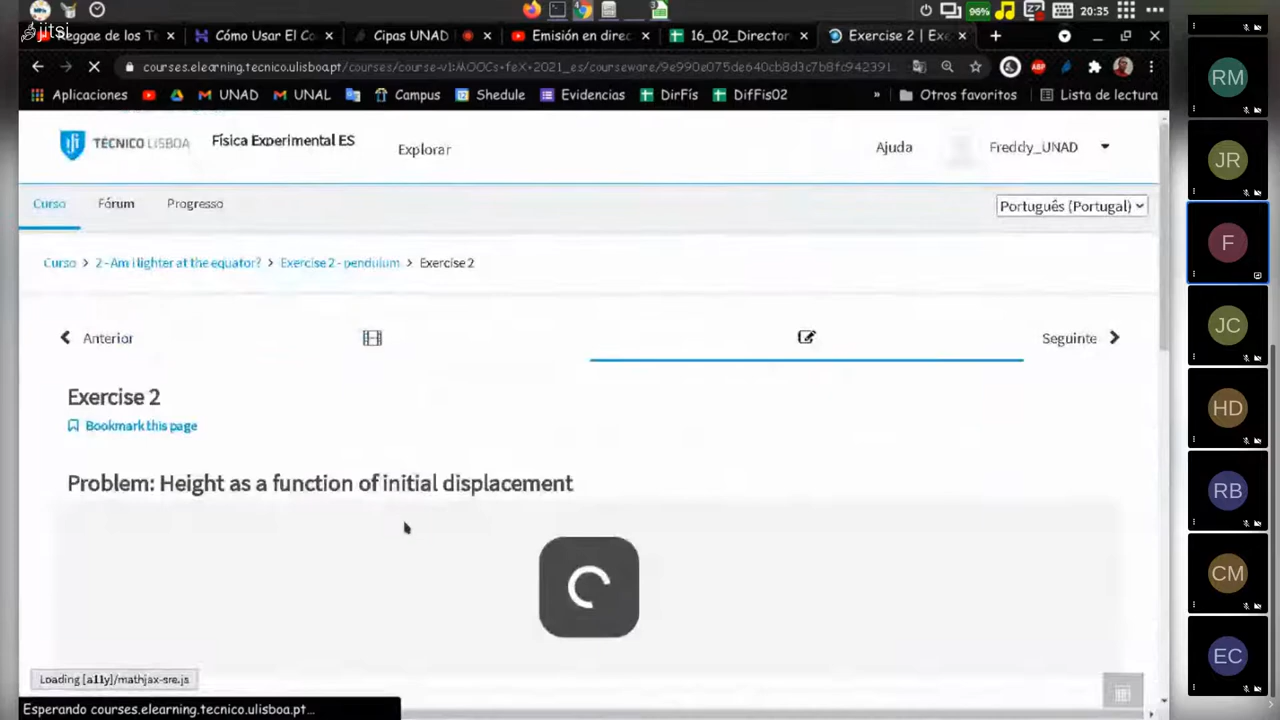 jitsi
96%
20:35
Reggae de los Te
Cómo Usar El Co
Cipas UNAD
Emisión en direc
16_02_Director
Exercise 2 | Exe
courses.elearning.tecnico.ulisboa.pt/courses/course-v1:MOOCs+feX+2021_es/courseware/9e990e075de640cb8d3c7b8fc942391
Aplicaciones
UNAD
UNAL
Campus
Shedule
Evidencias
DirFís
DifFis02
»
Otros favoritos
Lista de lectura
TÉCNICO LISBOA
Física Experimental ES
Explorar
Ajuda
Freddy_UNAD
Curso
Fórum
Progresso
Português (Portugal)
Curso > 2 - Am i lighter at the equator? > Exercise 2 - pendulum > Exercise 2
Anterior
Seguinte
Exercise 2
Bookmark this page
Problem: Height as a function of initial displacement
Loading [a11y]/mathjax-sre.js
Esperando courses.elearning.tecnico.ulisboa.pt...
RM
JR
F
JC
HD
RB
CM
EC